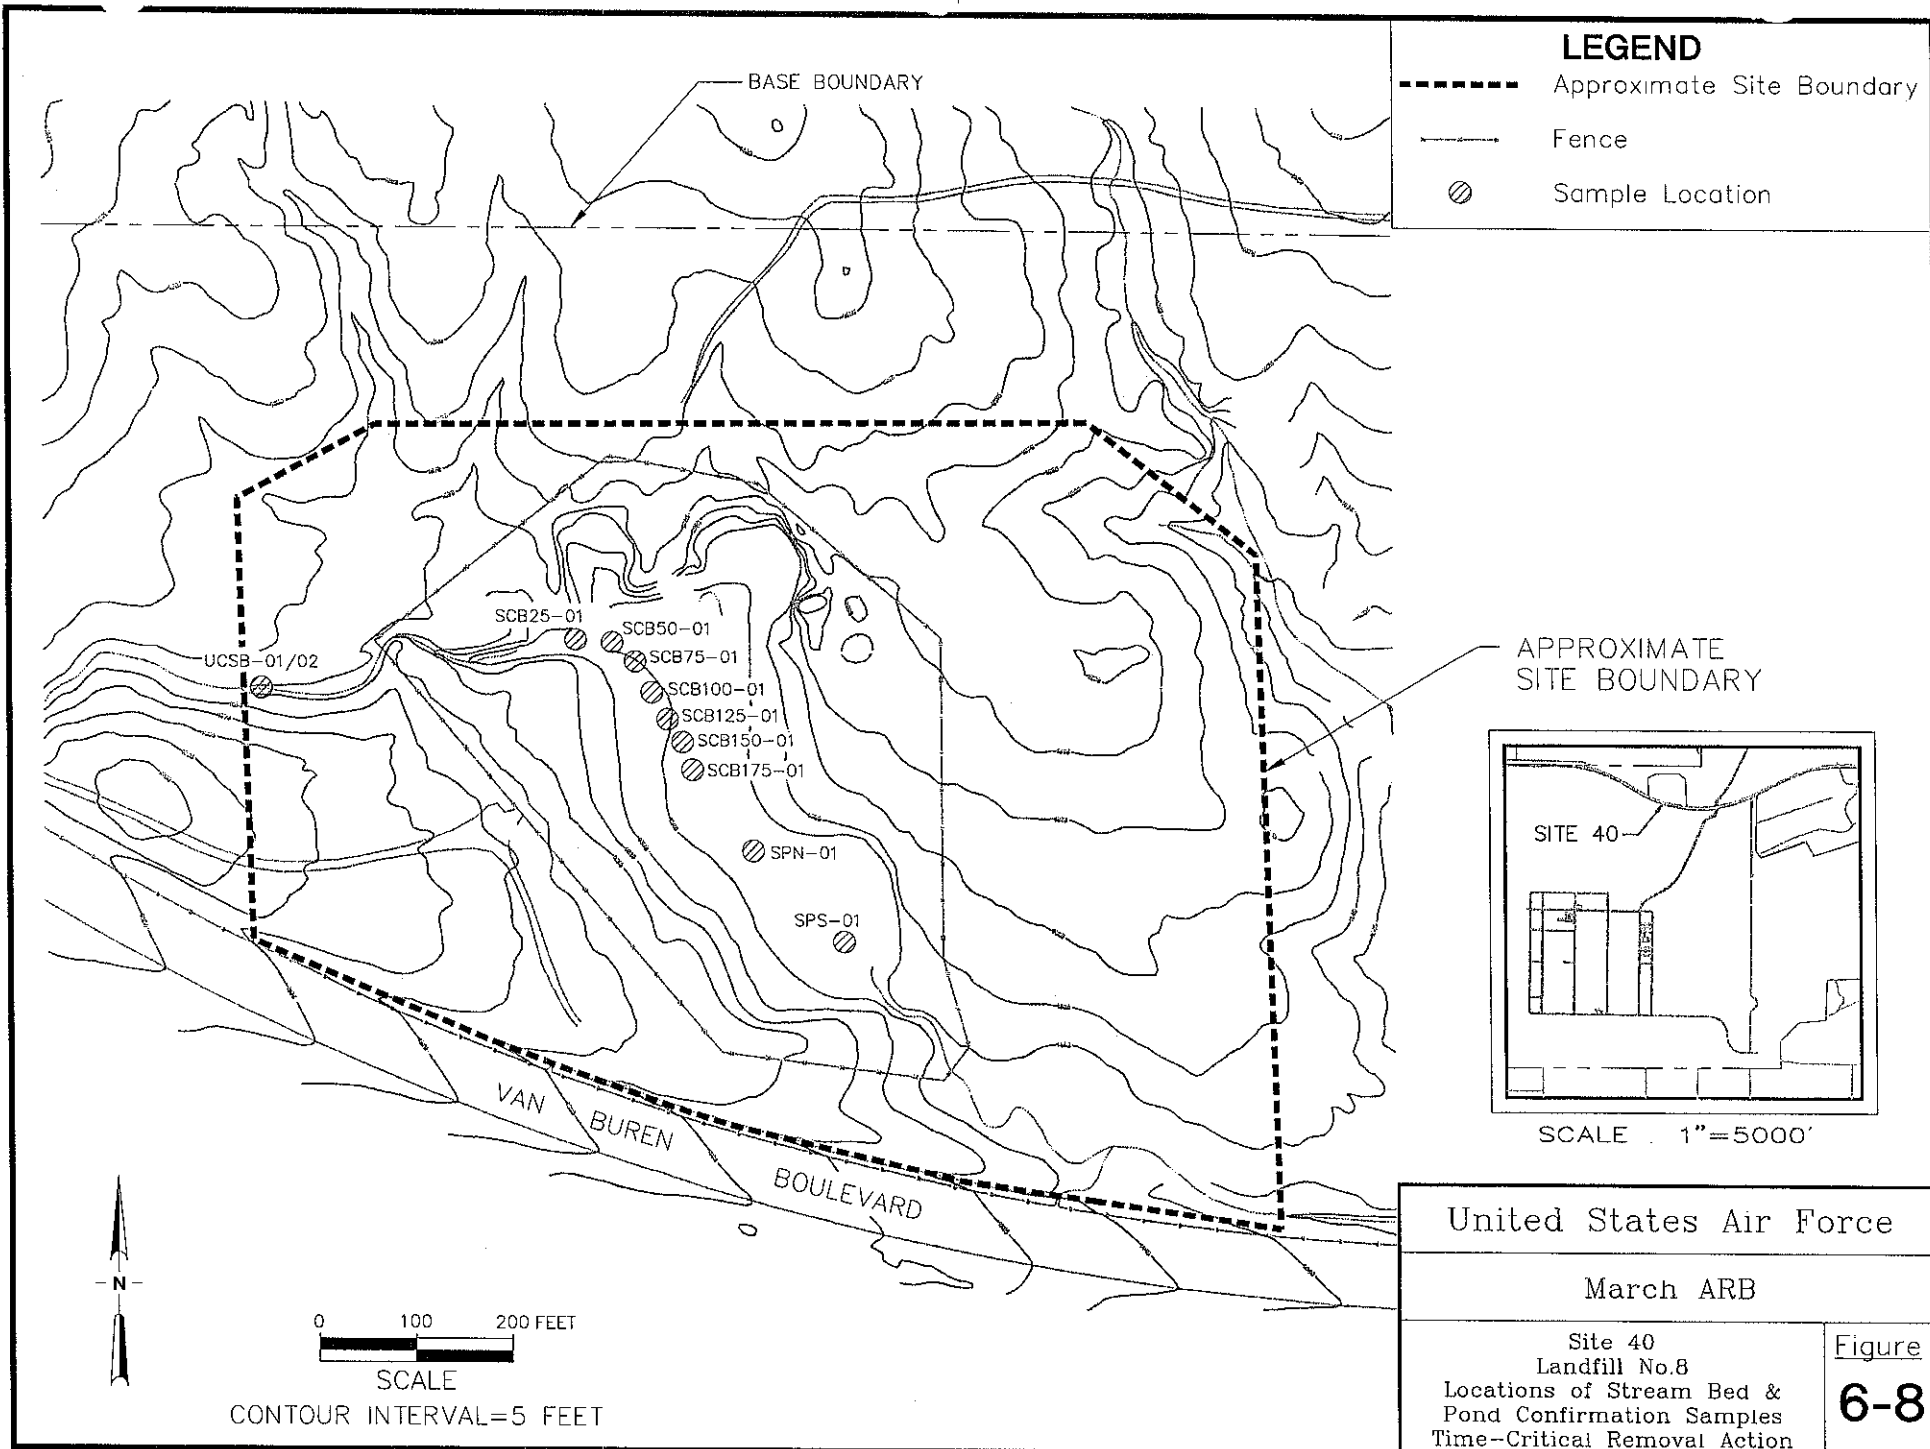 LEGEND
Approximate Site Boundary
Fence
Sample Location
BASE BOUNDARY
SCB25-01
SCB50-01
SCB75-01
UCSB-01/02
SCB100-01
SCB125-01
SCB150-01
SCB175-01
SPN-01
SPS-01
APPROXIMATE
SITE BOUNDARY
SITE 40
SCALE . 1"=5000'
VAN BUREN BOULEVARD
N
0 100 200 FEET
SCALE
CONTOUR INTERVAL=5 FEET
United States Air Force
March ARB
Site 40
Landfill No.8
Locations of Stream Bed &
Pond Confirmation Samples
Time-Critical Removal Action
Figure
6-8